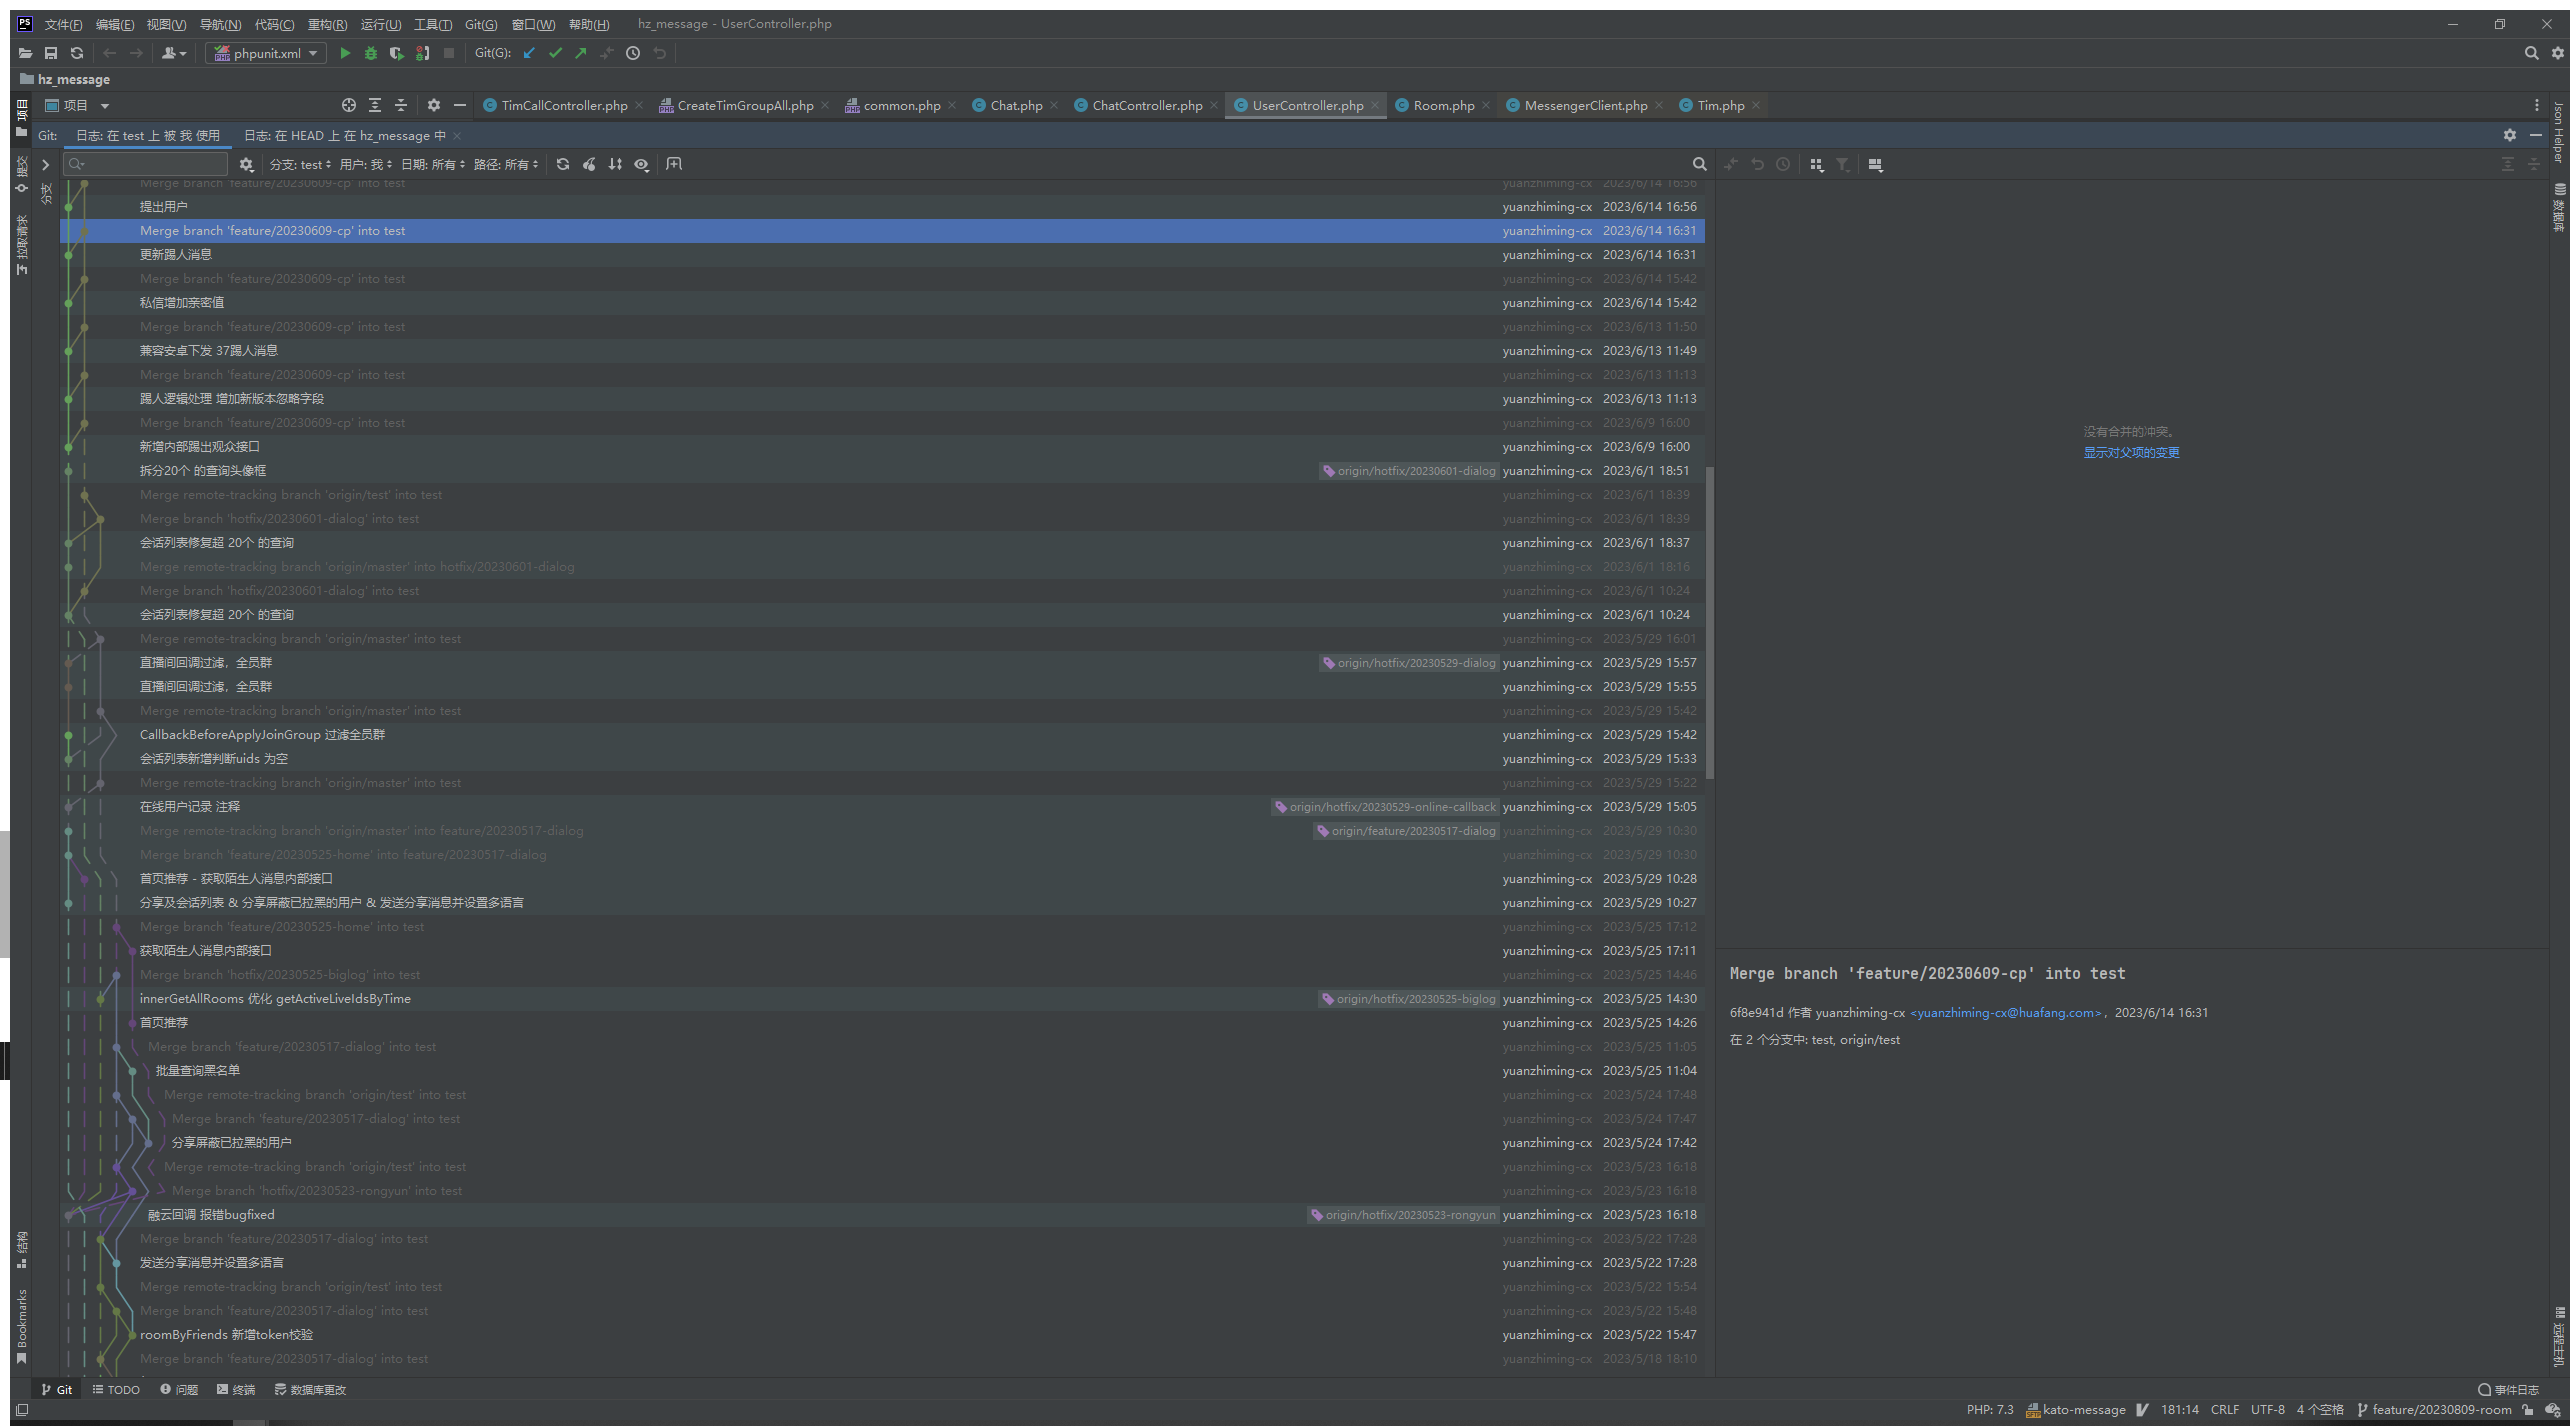 文件(F) 编辑(E) 视图(V) 导航(N) 代码(C) 重构(R) 运行(U) 工具(T) Git(G) 窗口(W) 帮助(H) hz_message - UserController.php
phpunit.xml Git(G):
hz_message
项目 TimCallController.php CreateTimGroupAll.php common.php Chat.php ChatController.php UserController.php Room.php MessengerClient.php Tim.php
Git: 日志: 在 test 上 被 我 使用 日志: 在 HEAD 上 在 hz_message 中
分支: test 用户: 我 日期: 所有 路径: 所有
Merge branch 'feature/20230609-cp' into test yuanzhiming-cx 2023/6/14 16:56
提出用户 yuanzhiming-cx 2023/6/14 16:56
Merge branch 'feature/20230609-cp' into test yuanzhiming-cx 2023/6/14 16:31
更新踢人消息 yuanzhiming-cx 2023/6/14 16:31
Merge branch 'feature/20230609-cp' into test yuanzhiming-cx 2023/6/14 15:42
私信增加亲密值 yuanzhiming-cx 2023/6/14 15:42
Merge branch 'feature/20230609-cp' into test yuanzhiming-cx 2023/6/13 11:50
兼容安卓下发 37踢人消息 yuanzhiming-cx 2023/6/13 11:49
Merge branch 'feature/20230609-cp' into test yuanzhiming-cx 2023/6/13 11:13
踢人逻辑处理 增加新版本忽略字段 yuanzhiming-cx 2023/6/13 11:13
Merge branch 'feature/20230609-cp' into test yuanzhiming-cx 2023/6/9 16:00
新增内部踢出观众接口 yuanzhiming-cx 2023/6/9 16:00
拆分20个 的查询头像框 origin/hotfix/20230601-dialog yuanzhiming-cx 2023/6/1 18:51
Merge remote-tracking branch 'origin/test' into test yuanzhiming-cx 2023/6/1 18:39
Merge branch 'hotfix/20230601-dialog' into test yuanzhiming-cx 2023/6/1 18:39
会话列表修复超 20个 的查询 yuanzhiming-cx 2023/6/1 18:37
Merge remote-tracking branch 'origin/master' into hotfix/20230601-dialog yuanzhiming-cx 2023/6/1 18:16
Merge branch 'hotfix/20230601-dialog' into test yuanzhiming-cx 2023/6/1 10:24
会话列表修复超 20个 的查询 yuanzhiming-cx 2023/6/1 10:24
Merge remote-tracking branch 'origin/master' into test yuanzhiming-cx 2023/5/29 16:01
直播间回调过滤，全员群 origin/hotfix/20230529-dialog yuanzhiming-cx 2023/5/29 15:57
直播间回调过滤，全员群 yuanzhiming-cx 2023/5/29 15:55
Merge remote-tracking branch 'origin/master' into test yuanzhiming-cx 2023/5/29 15:42
CallbackBeforeApplyJoinGroup 过滤全员群 yuanzhiming-cx 2023/5/29 15:42
会话列表新增判断uids 为空 yuanzhiming-cx 2023/5/29 15:33
Merge remote-tracking branch 'origin/master' into test yuanzhiming-cx 2023/5/29 15:22
在线用户记录 注释 origin/hotfix/20230529-online-callback yuanzhiming-cx 2023/5/29 15:05
Merge remote-tracking branch 'origin/master' into feature/20230517-dialog origin/feature/20230517-dialog yuanzhiming-cx 2023/5/29 10:30
Merge branch 'feature/20230525-home' into feature/20230517-dialog yuanzhiming-cx 2023/5/29 10:30
首页推荐 - 获取陌生人消息内部接口 yuanzhiming-cx 2023/5/29 10:28
分享及会话列表 & 分享屏蔽已拉黑的用户 & 发送分享消息并设置多语言 yuanzhiming-cx 2023/5/29 10:27
Merge branch 'feature/20230525-home' into test yuanzhiming-cx 2023/5/25 17:12
获取陌生人消息内部接口 yuanzhiming-cx 2023/5/25 17:11
Merge branch 'hotfix/20230525-biglog' into test yuanzhiming-cx 2023/5/25 14:46
innerGetAllRooms 优化 getActiveLiveIdsByTime origin/hotfix/20230525-biglog yuanzhiming-cx 2023/5/25 14:30
首页推荐 yuanzhiming-cx 2023/5/25 14:26
Merge branch 'feature/20230517-dialog' into test yuanzhiming-cx 2023/5/25 11:05
批量查询黑名单 yuanzhiming-cx 2023/5/25 11:04
Merge remote-tracking branch 'origin/test' into test yuanzhiming-cx 2023/5/24 17:48
Merge branch 'feature/20230517-dialog' into test yuanzhiming-cx 2023/5/24 17:47
分享屏蔽已拉黑的用户 yuanzhiming-cx 2023/5/24 17:42
Merge remote-tracking branch 'origin/test' into test yuanzhiming-cx 2023/5/23 16:18
Merge branch 'hotfix/20230523-rongyun' into test yuanzhiming-cx 2023/5/23 16:18
融云回调 报错bugfixed origin/hotfix/20230523-rongyun yuanzhiming-cx 2023/5/23 16:18
Merge branch 'feature/20230517-dialog' into test yuanzhiming-cx 2023/5/22 17:28
发送分享消息并设置多语言 yuanzhiming-cx 2023/5/22 17:28
Merge remote-tracking branch 'origin/test' into test yuanzhiming-cx 2023/5/22 15:54
Merge branch 'feature/20230517-dialog' into test yuanzhiming-cx 2023/5/22 15:48
roomByFriends 新增token校验 yuanzhiming-cx 2023/5/22 15:47
Merge branch 'feature/20230517-dialog' into test yuanzhiming-cx 2023/5/18 18:10
没有合并的冲突。
显示对父项的变更
Merge branch 'feature/20230609-cp' into test
6f8e941d 作者 yuanzhiming-cx <yuanzhiming-cx@huafang.com>，2023/6/14 16:31
在 2 个分支中: test, origin/test
项目
提交
拉取请求
分支
结构
Bookmarks
Json Helper
数据库
远程主机
Git TODO 问题 终端 数据库更改 事件日志
PHP: 7.3 kato-message 181:14 CRLF UTF-8 4 个空格 feature/20230809-room